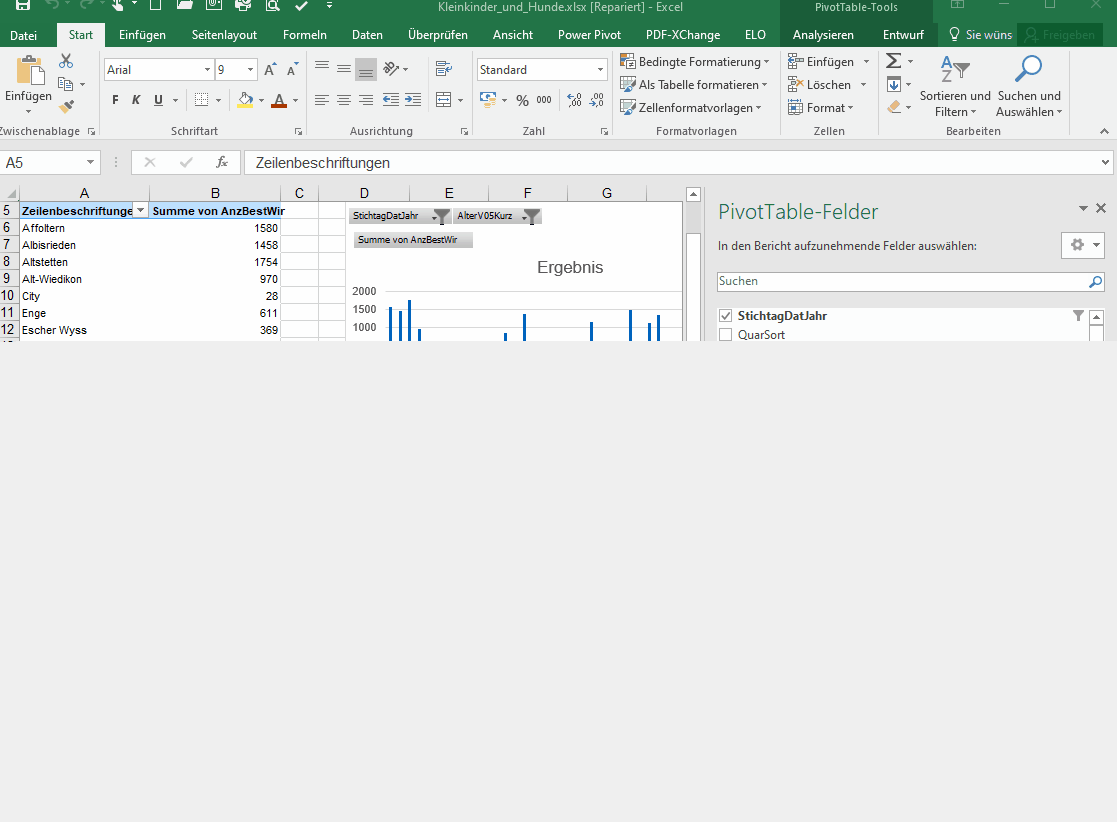 Kleinkinder_und_Hunde.xlsx [Repariert] - Excel
PivotTable-Tools
Datei Start Einfügen Seitenlayout Formeln Daten Überprüfen Ansicht Power Pivot PDF-XChange ELO Analysieren Entwurf Sie wüns Freigeben
Einfügen
Arial 9
F K U
Standard
% 000
Bedingte Formatierung
Als Tabelle formatieren
Zellenformatvorlagen
Einfügen
Löschen
Format
Sortieren und Filtern
Suchen und Auswählen
Zwischenablage Schriftart Ausrichtung Zahl Formatvorlagen Zellen Bearbeiten
A5 fx Zeilenbeschriftungen
A B C D E F G
5 Zeilenbeschriftunge Summe von AnzBestWir
6 Affoltern 1580
7 Albisrieden 1458
8 Altstetten 1754
9 Alt-Wiedikon 970
10 City 28
11 Enge 611
12 Escher Wyss 369
StichtagDatJahr AlterV05Kurz
Summe von AnzBestWir
Ergebnis
2000
1500
1000
PivotTable-Felder
In den Bericht aufzunehmende Felder auswählen:
Suchen
StichtagDatJahr
QuarSort